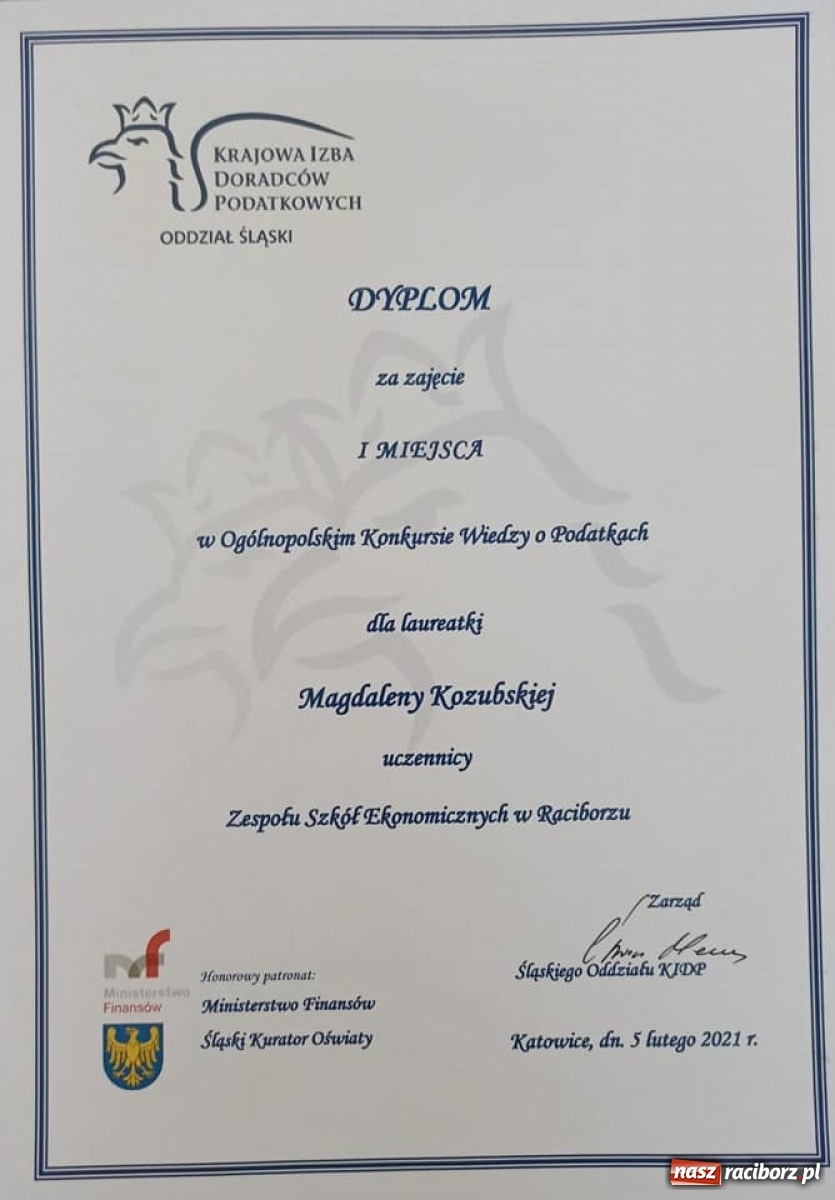 KRAJOWA IZBA
DORADCÓW
PODATKOWYCH
ODDZIAŁ ŚLĄSKI
DYPLOM
za zajęcie
I MIEJSCA
w Ogólnopolskim Konkursie Wiedzy o Podatkach
dla laureatki
Magdaleny Kozubskiej
uczennicy
Zespołu Szkół Ekonomicznych w Raciborzu
Zarząd
Śląskiego Oddziału KIDP
Ministerstwo
Finansów
Honorowy patronat:
Ministerstwo Finansów
Śląski Kurator Oświaty
Katowice, dn. 5 lutego 2021 r.
nasz raciborz.pl